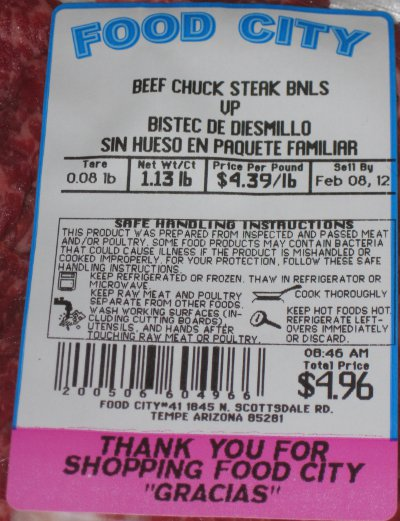 FOOD CITY
BEEF CHUCK STEAK BNLS
VP
BISTEC DE DIESMILLO
SIN HUESO EN PAQUETE FAMILIAR
Tare Net Wt/Ct Price Per Pound Sell By
0.08 lb 1.13 lb $4.39/lb Feb 08, 12
SAFE HANDLING INSTRUCTIONS
THIS PRODUCT WAS PREPARED FROM INSPECTED AND PASSED MEAT
AND/OR POULTRY. SOME FOOD PRODUCTS MAY CONTAIN BACTERIA
THAT COULD CAUSE ILLNESS IF THE PRODUCT IS MISHANDLED OR
COOKED IMPROPERLY. FOR YOUR PROTECTION, FOLLOW THESE SAFE
HANDLING INSTRUCTIONS.
KEEP REFRIGERATED OR FROZEN. THAW IN REFRIGERATOR OR
MICROWAVE.
KEEP RAW MEAT AND POULTRY
SEPARATE FROM OTHER FOODS.
COOK THOROUGHLY
WASH WORKING SURFACES (IN-
CLUDING CUTTING BOARDS),
UTENSILS, AND HANDS AFTER
TOUCHING RAW MEAT OR POULTRY.
KEEP HOT FOODS HOT.
REFRIGERATE LEFT-
OVERS IMMEDIATELY
OR DISCARD.
08:46 AM
Total Price
$4.96
200506 604966
FOOD CITY#41 1845 N. SCOTTSDALE RD.
TEMPE ARIZONA 85281
THANK YOU FOR
SHOPPING FOOD CITY
"GRACIAS"